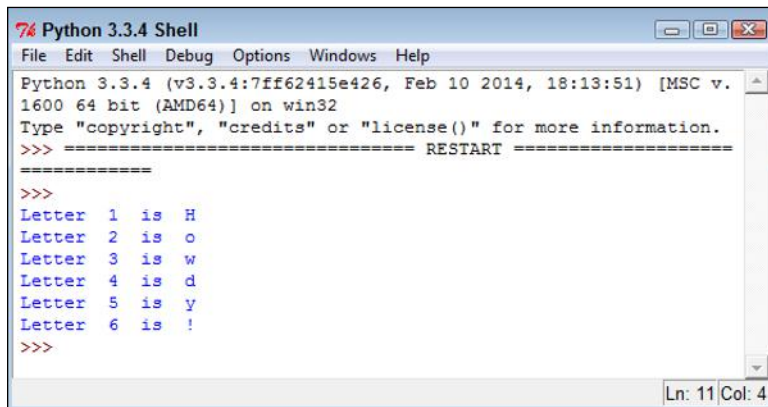 Python 3.3.4 Shell
File Edit Shell Debug Options Windows Help
Python 3.3.4 (v3.3.4:7ff62415e426, Feb 10 2014, 18:13:51) [MSC v.
1600 64 bit (AMD64)] on win32
Type "copyright", "credits" or "license()" for more information.
>>> ================================ RESTART ====================
============
>>>
Letter  1  is  H
Letter  2  is  o
Letter  3  is  w
Letter  4  is  d
Letter  5  is  y
Letter  6  is  !
>>>
Ln: 11 Col: 4